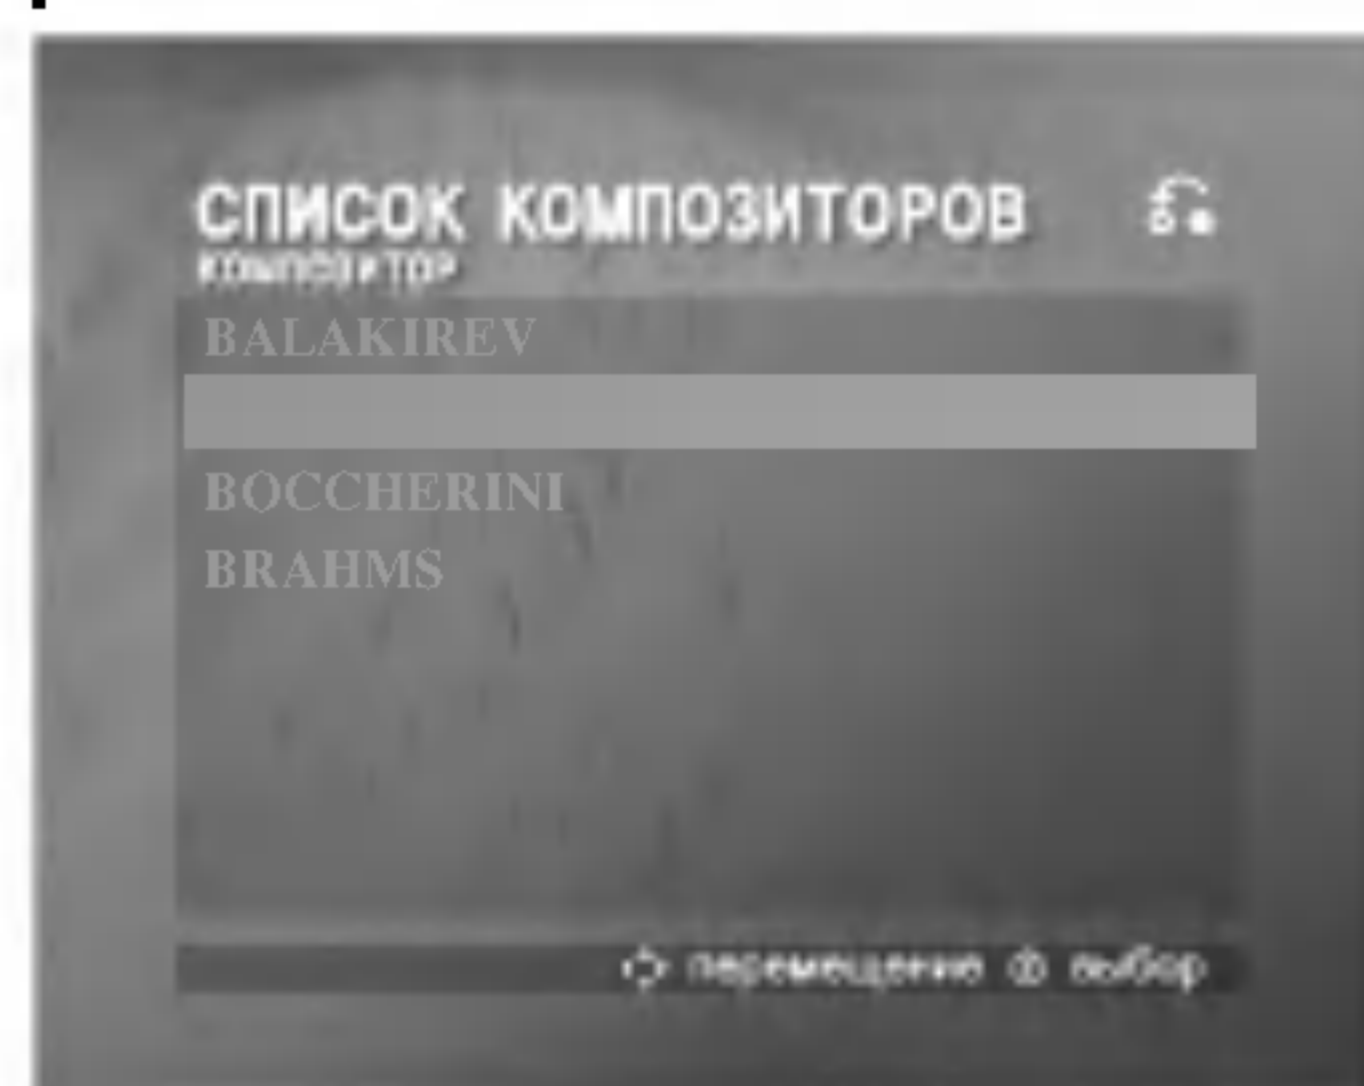 СПИСОК КОМПОЗИТОРОВ
КОМПОЗИТОР
BALAKIREV
BOCCHERINI
BRAHMS
перемещение выбор